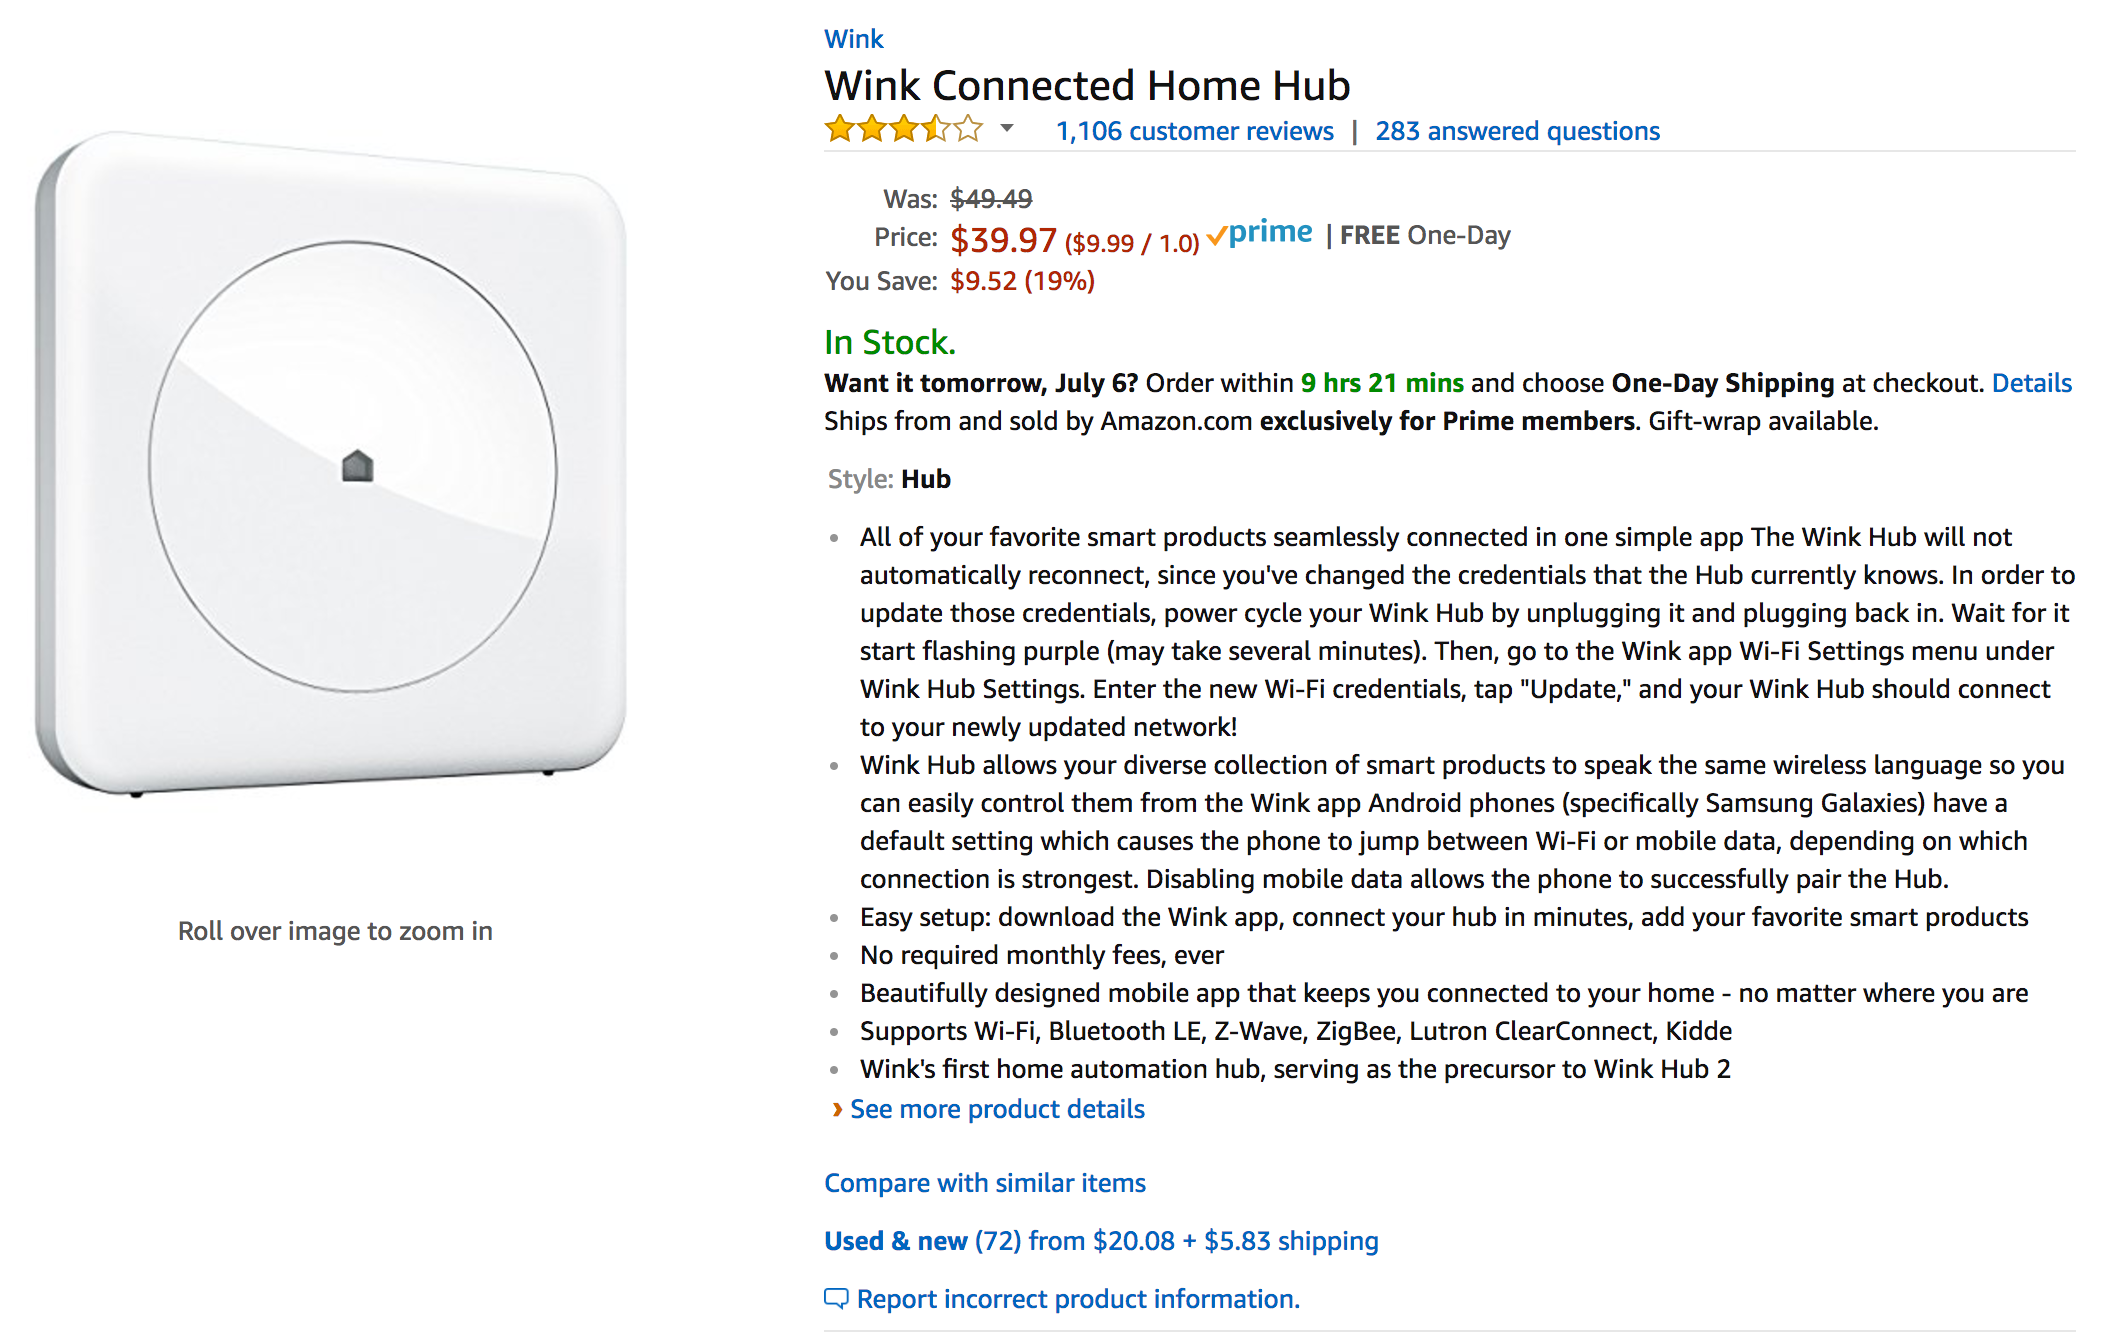 Wink
Wink Connected Home Hub
1,106 customer reviews | 283 answered questions
Was: $49.49
Price: $39.97 ($9.99 / 1.0) prime | FREE One-Day
You Save: $9.52 (19%)
In Stock.
Want it tomorrow, July 6? Order within 9 hrs 21 mins and choose One-Day Shipping at checkout. Details
Ships from and sold by Amazon.com exclusively for Prime members. Gift-wrap available.
Style: Hub
• All of your favorite smart products seamlessly connected in one simple app The Wink Hub will not
automatically reconnect, since you've changed the credentials that the Hub currently knows. In order to
update those credentials, power cycle your Wink Hub by unplugging it and plugging back in. Wait for it
start flashing purple (may take several minutes). Then, go to the Wink app Wi-Fi Settings menu under
Wink Hub Settings. Enter the new Wi-Fi credentials, tap "Update," and your Wink Hub should connect
to your newly updated network!
• Wink Hub allows your diverse collection of smart products to speak the same wireless language so you
can easily control them from the Wink app Android phones (specifically Samsung Galaxies) have a
default setting which causes the phone to jump between Wi-Fi or mobile data, depending on which
connection is strongest. Disabling mobile data allows the phone to successfully pair the Hub.
• Easy setup: download the Wink app, connect your hub in minutes, add your favorite smart products
• No required monthly fees, ever
• Beautifully designed mobile app that keeps you connected to your home - no matter where you are
• Supports Wi-Fi, Bluetooth LE, Z-Wave, ZigBee, Lutron ClearConnect, Kidde
• Wink's first home automation hub, serving as the precursor to Wink Hub 2
› See more product details
Compare with similar items
Used & new (72) from $20.08 + $5.83 shipping
Report incorrect product information.
Roll over image to zoom in